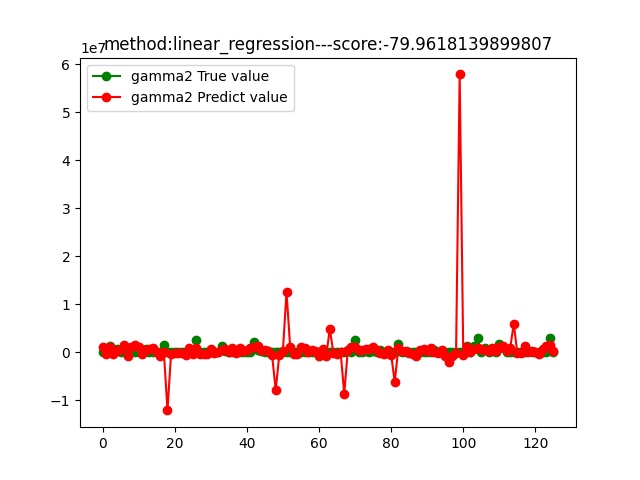 1e7
method:linear_regression---score:-79.9618139899807
gamma2 True value
gamma2 Predict value
6
5
4
3
2
1
0
−1
0 20 40 60 80 100 120